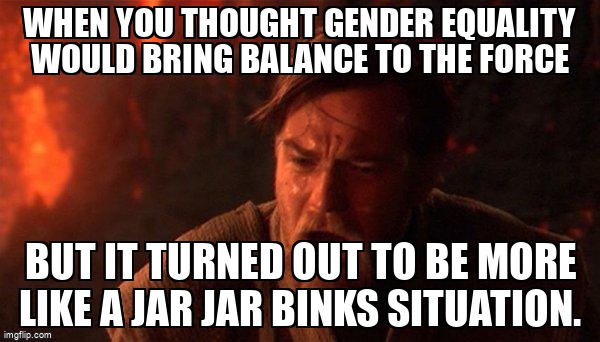 WHEN YOU THOUGHT GENDER EQUALITY
WOULD BRING BALANCE TO THE FORCE
BUT IT TURNED OUT TO BE MORE
LIKE A JAR JAR BINKS SITUATION.
imgflip.com